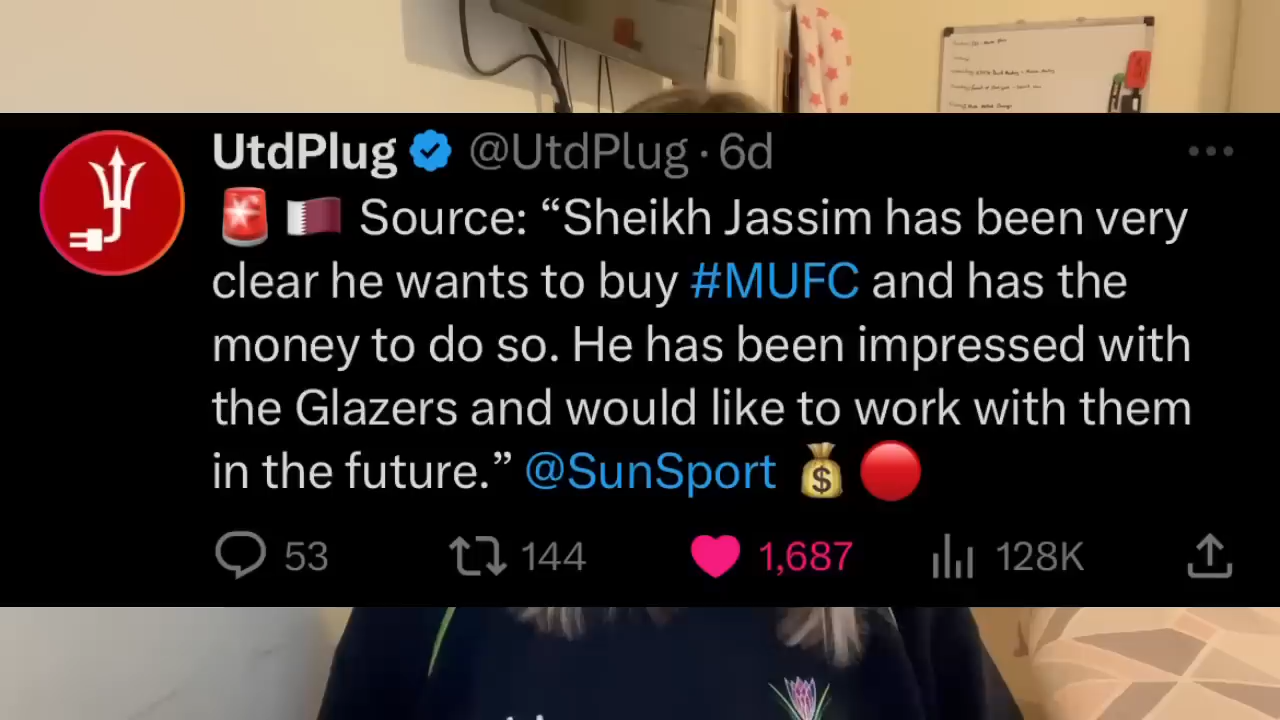 UtdPlug @UtdPlug · 6d
Source: “Sheikh Jassim has been very
clear he wants to buy #MUFC and has the
money to do so. He has been impressed with
the Glazers and would like to work with them
in the future.” @SunSport
53 144 1,687 128K